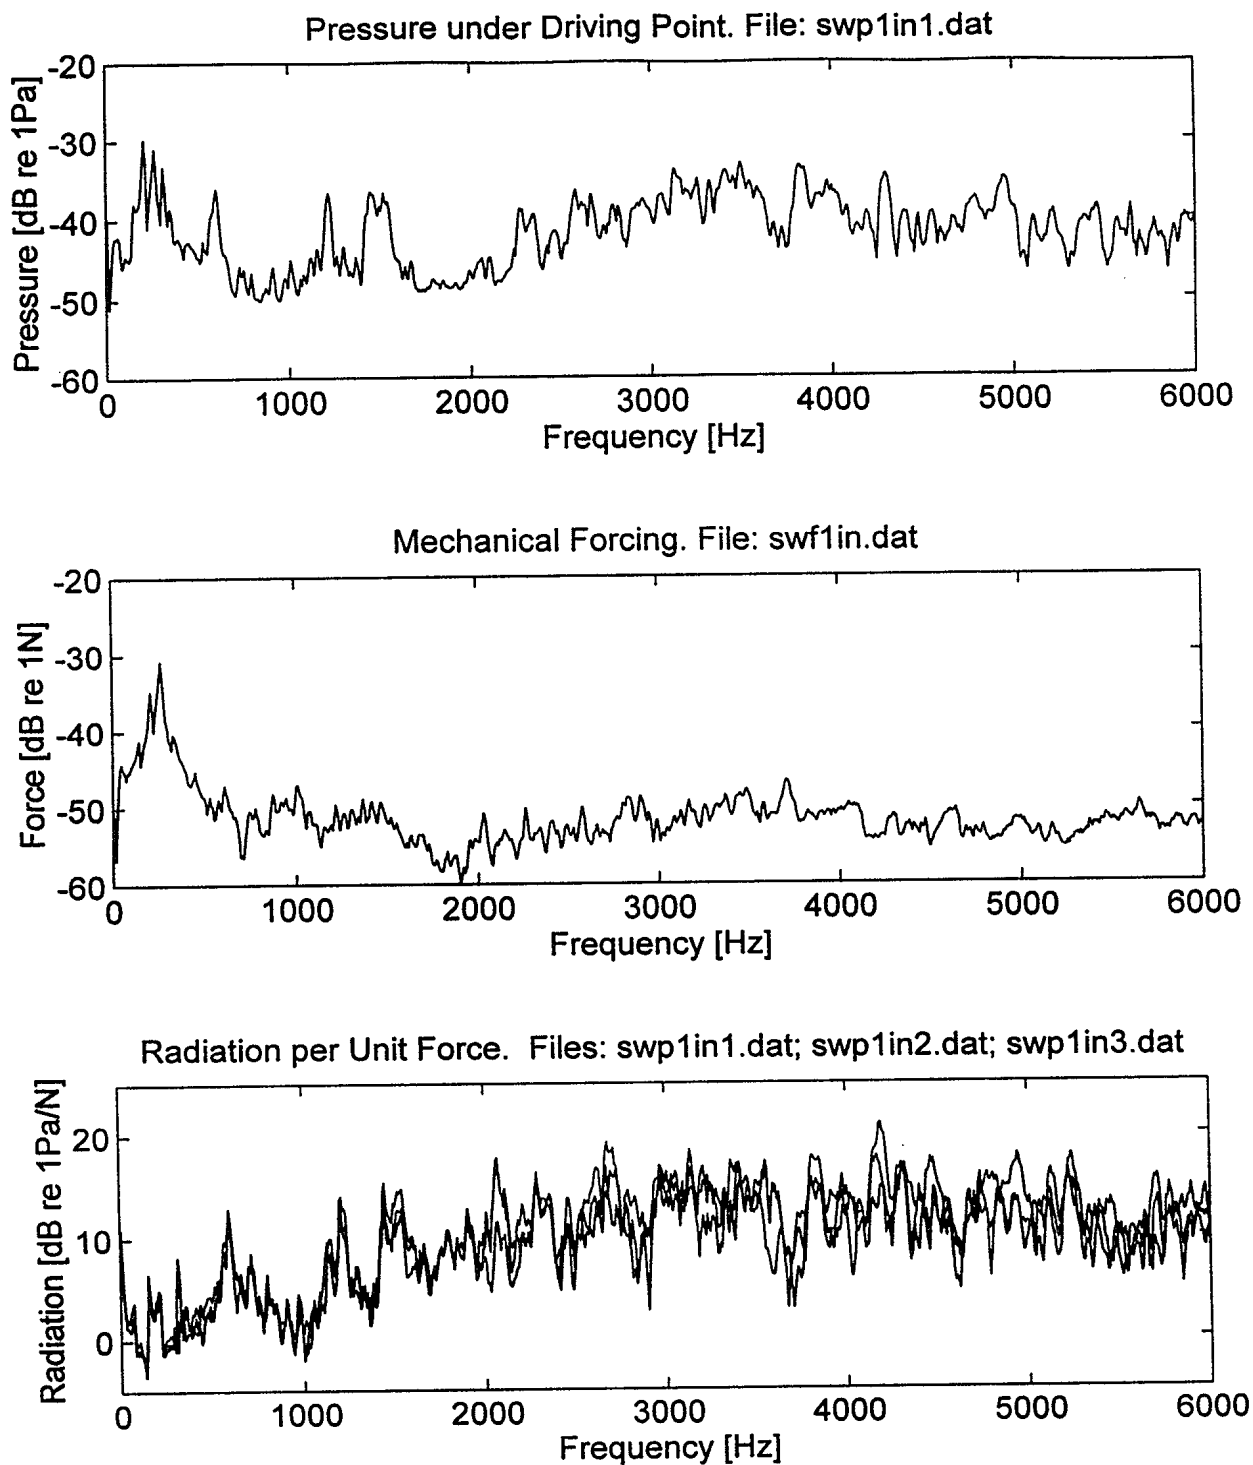 Pressure under Driving Point. File: swp1in1.dat
Pressure [dB re 1Pa]
-20
-30
-40
-50
-60
0 1000 2000 3000 4000 5000 6000
Frequency [Hz]
Mechanical Forcing. File: swf1in.dat
Force [dB re 1N]
-20
-30
-40
-50
-60
0 1000 2000 3000 4000 5000 6000
Frequency [Hz]
Radiation per Unit Force. Files: swp1in1.dat; swp1in2.dat; swp1in3.dat
Radiation [dB re 1Pa/N]
20
10
0
0 1000 2000 3000 4000 5000 6000
Frequency [Hz]